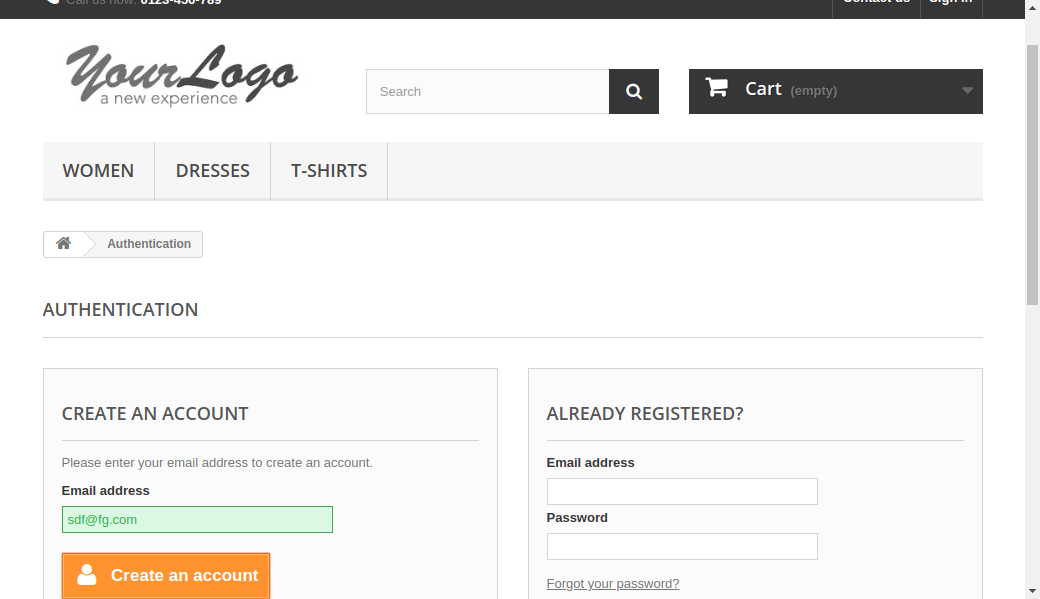 Call us now: 0123-456-789
Contact us
Sign in
YourLogo
a new experience
Search
Cart (empty)
WOMEN
DRESSES
T-SHIRTS
Authentication
AUTHENTICATION
CREATE AN ACCOUNT
Please enter your email address to create an account.
Email address
sdf@fg.com
Create an account
ALREADY REGISTERED?
Email address
Password
Forgot your password?